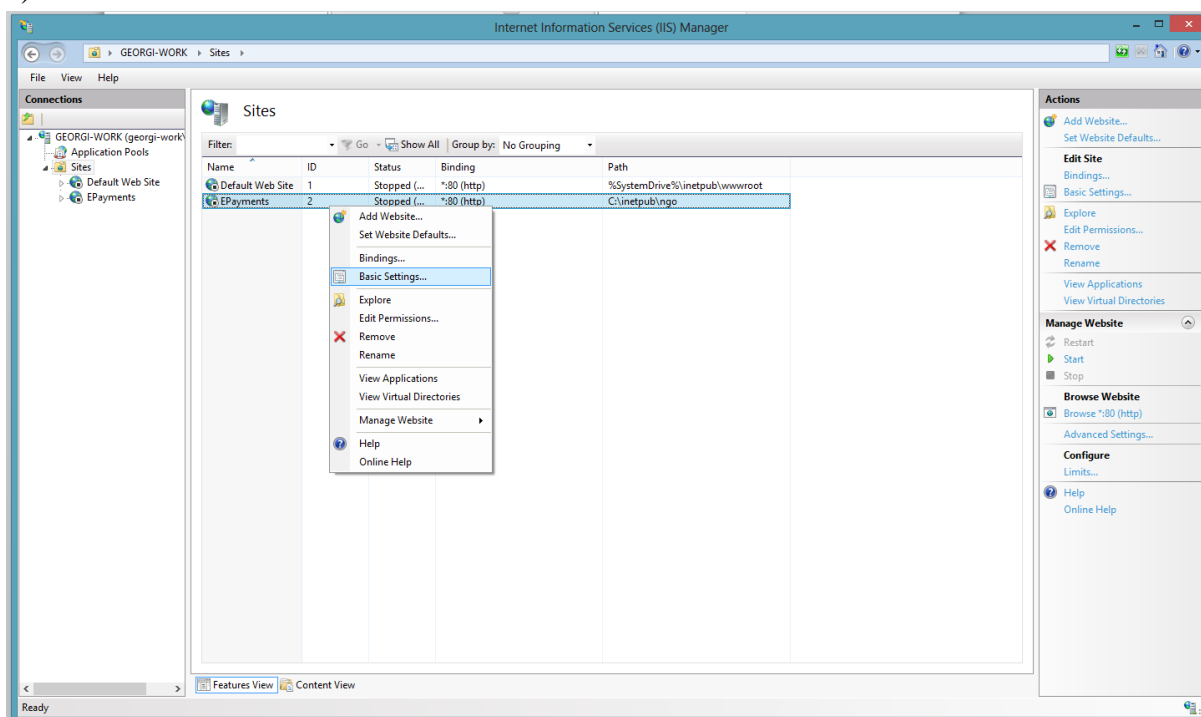 Internet Information Services (IIS) Manager
GEORGI-WORK Sites
File View Help
Connections
GEORGI-WORK (georgi-work\
Application Pools
Sites
Default Web Site
EPayments
Sites
Filter: Go Show All Group by: No Grouping
Name ID Status Binding Path
Default Web Site 1 Stopped (... *:80 (http) %SystemDrive%\inetpub\wwwroot
EPayments 2 Stopped (... *:80 (http) C:\inetpub\ngo
Add Website...
Set Website Defaults...
Bindings...
Basic Settings...
Explore
Edit Permissions...
Remove
Rename
View Applications
View Virtual Directories
Manage Website
Help
Online Help
Features View Content View
Actions
Add Website...
Set Website Defaults...
Edit Site
Bindings...
Basic Settings...
Explore
Edit Permissions...
Remove
Rename
View Applications
View Virtual Directories
Manage Website
Restart
Start
Stop
Browse Website
Browse *:80 (http)
Advanced Settings...
Configure
Limits...
Help
Online Help
Ready